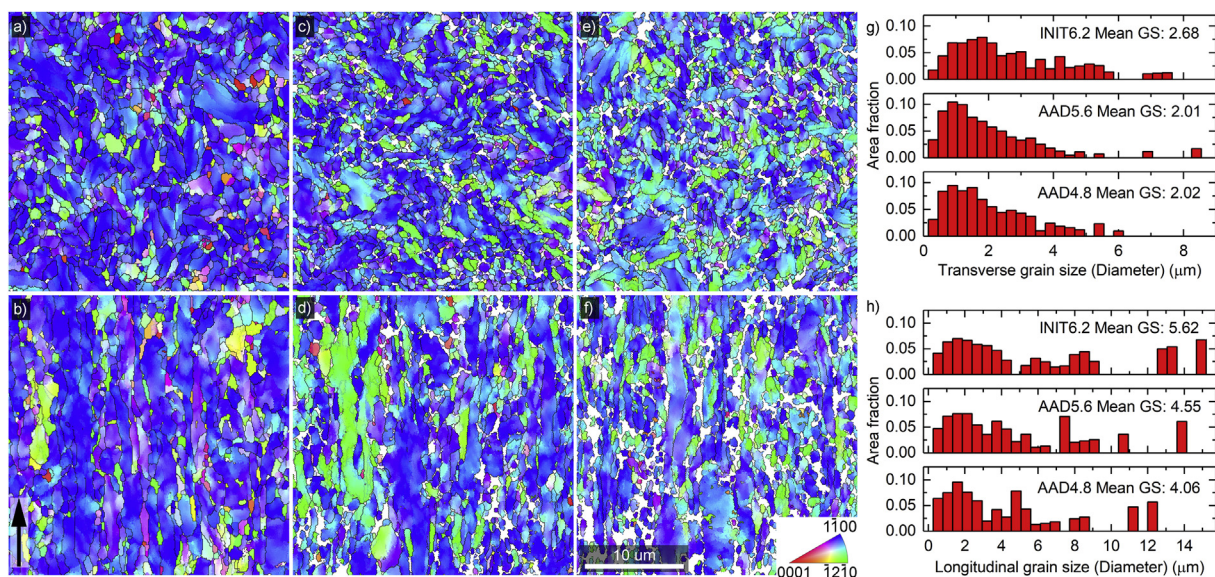 a)
c)
e)
b)
d)
f)
10 um
1100
0001
1210
g)
0.10
0.05
0.00
INIT6.2 Mean GS: 2.68
0.10
0.05
0.00
AAD5.6 Mean GS: 2.01
0.10
0.05
0.00
AAD4.8 Mean GS: 2.02
Area fraction
0 2 4 6 8
Transverse grain size (Diameter) (μm)
h)
0.10
0.05
0.00
INIT6.2 Mean GS: 5.62
0.10
0.05
0.00
AAD5.6 Mean GS: 4.55
0.10
0.05
0.00
AAD4.8 Mean GS: 4.06
Area fraction
0 2 4 6 8 10 12 14
Longitudinal grain size (Diameter) (μm)